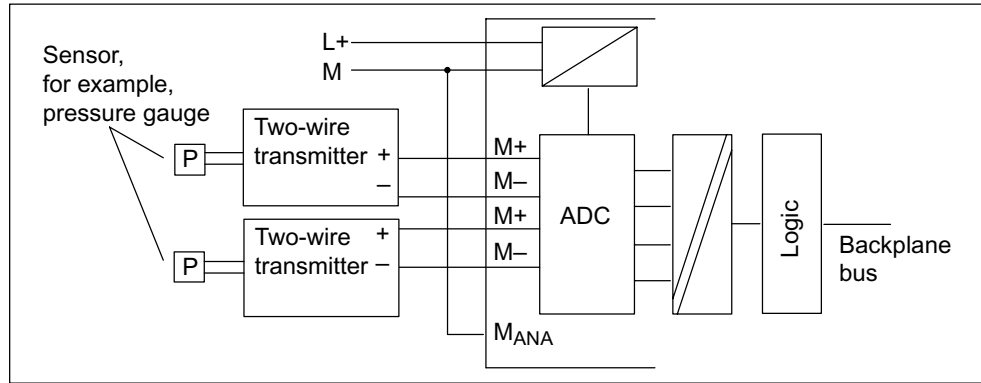 L+
M
Sensor,
for example,
pressure gauge
P
Two-wire
transmitter +
–
M+
M–
M+
M–
P
Two-wire +
transmitter –
ADC
Logic
Backplane
bus
MANA